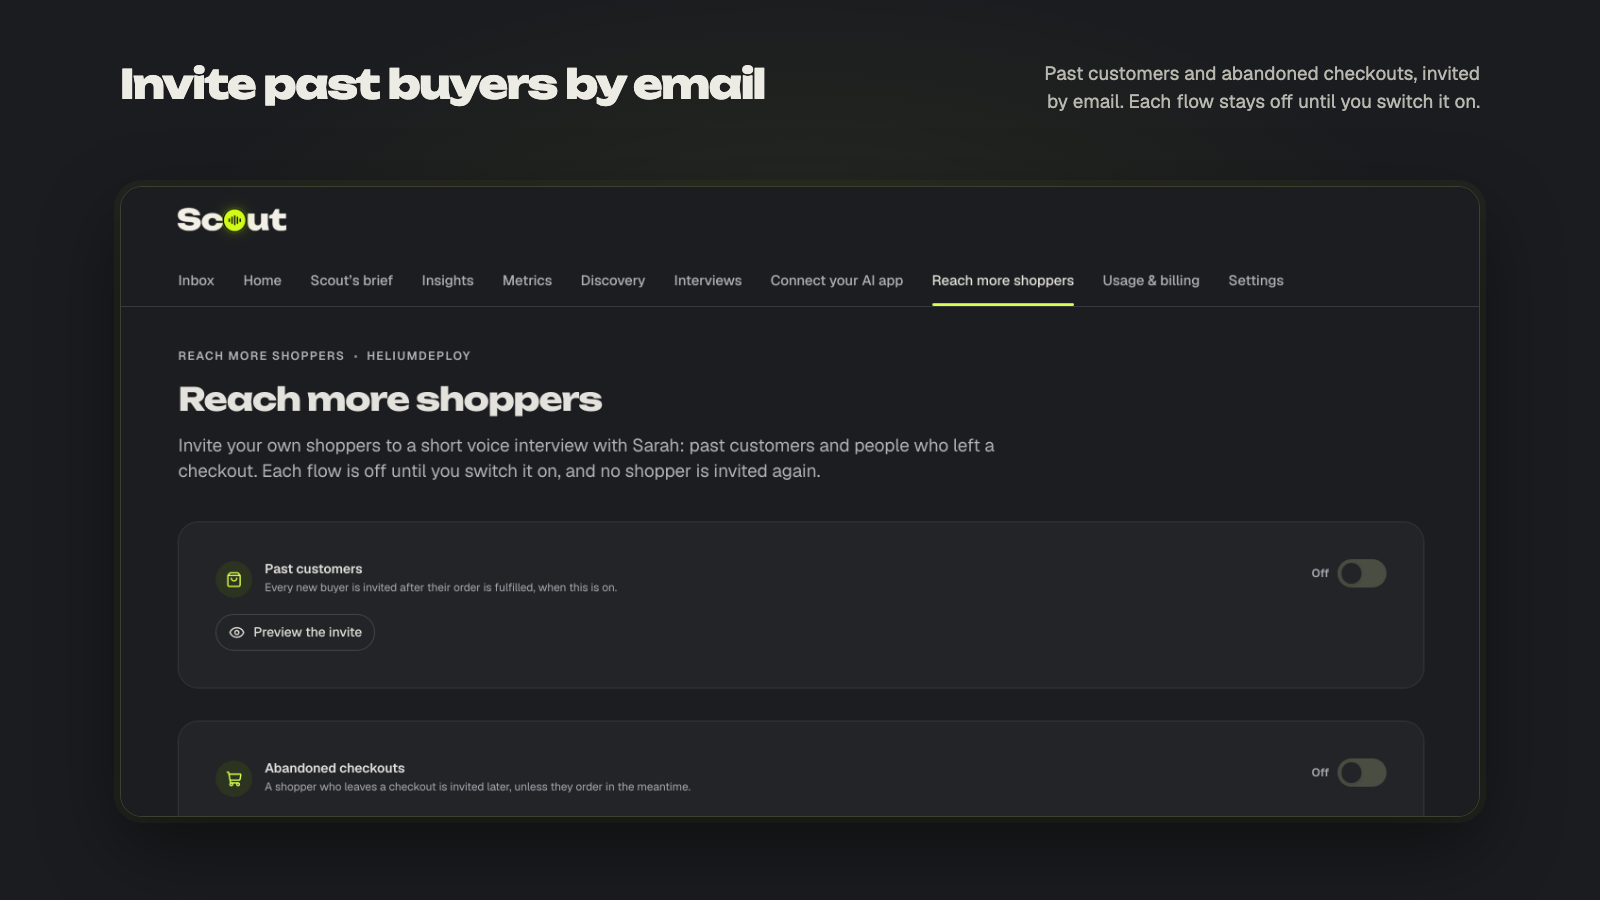 Invite past buyers by email
Past customers and abandoned checkouts, invited
by email. Each flow stays off until you switch it on.
Scout
Inbox Home Scout's brief Insights Metrics Discovery Interviews Connect your AI app Reach more shoppers Usage & billing Settings
REACH MORE SHOPPERS • HELIUMDEPLOY
Reach more shoppers
Invite your own shoppers to a short voice interview with Sarah: past customers and people who left a
checkout. Each flow is off until you switch it on, and no shopper is invited again.
Past customers
Every new buyer is invited after their order is fulfilled, when this is on.
Off
Preview the invite
Abandoned checkouts
A shopper who leaves a checkout is invited later, unless they order in the meantime.
Off